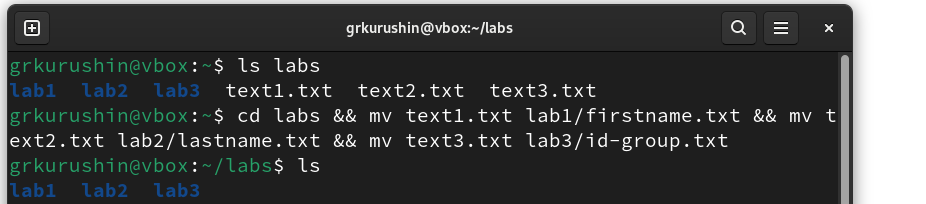 grkurushin@vbox:~/labs
grkurushin@vbox:~$ ls labs
lab1  lab2  lab3  text1.txt  text2.txt  text3.txt
grkurushin@vbox:~$ cd labs && mv text1.txt lab1/firstname.txt && mv t
ext2.txt lab2/lastname.txt && mv text3.txt lab3/id-group.txt
grkurushin@vbox:~/labs$ ls
lab1  lab2  lab3